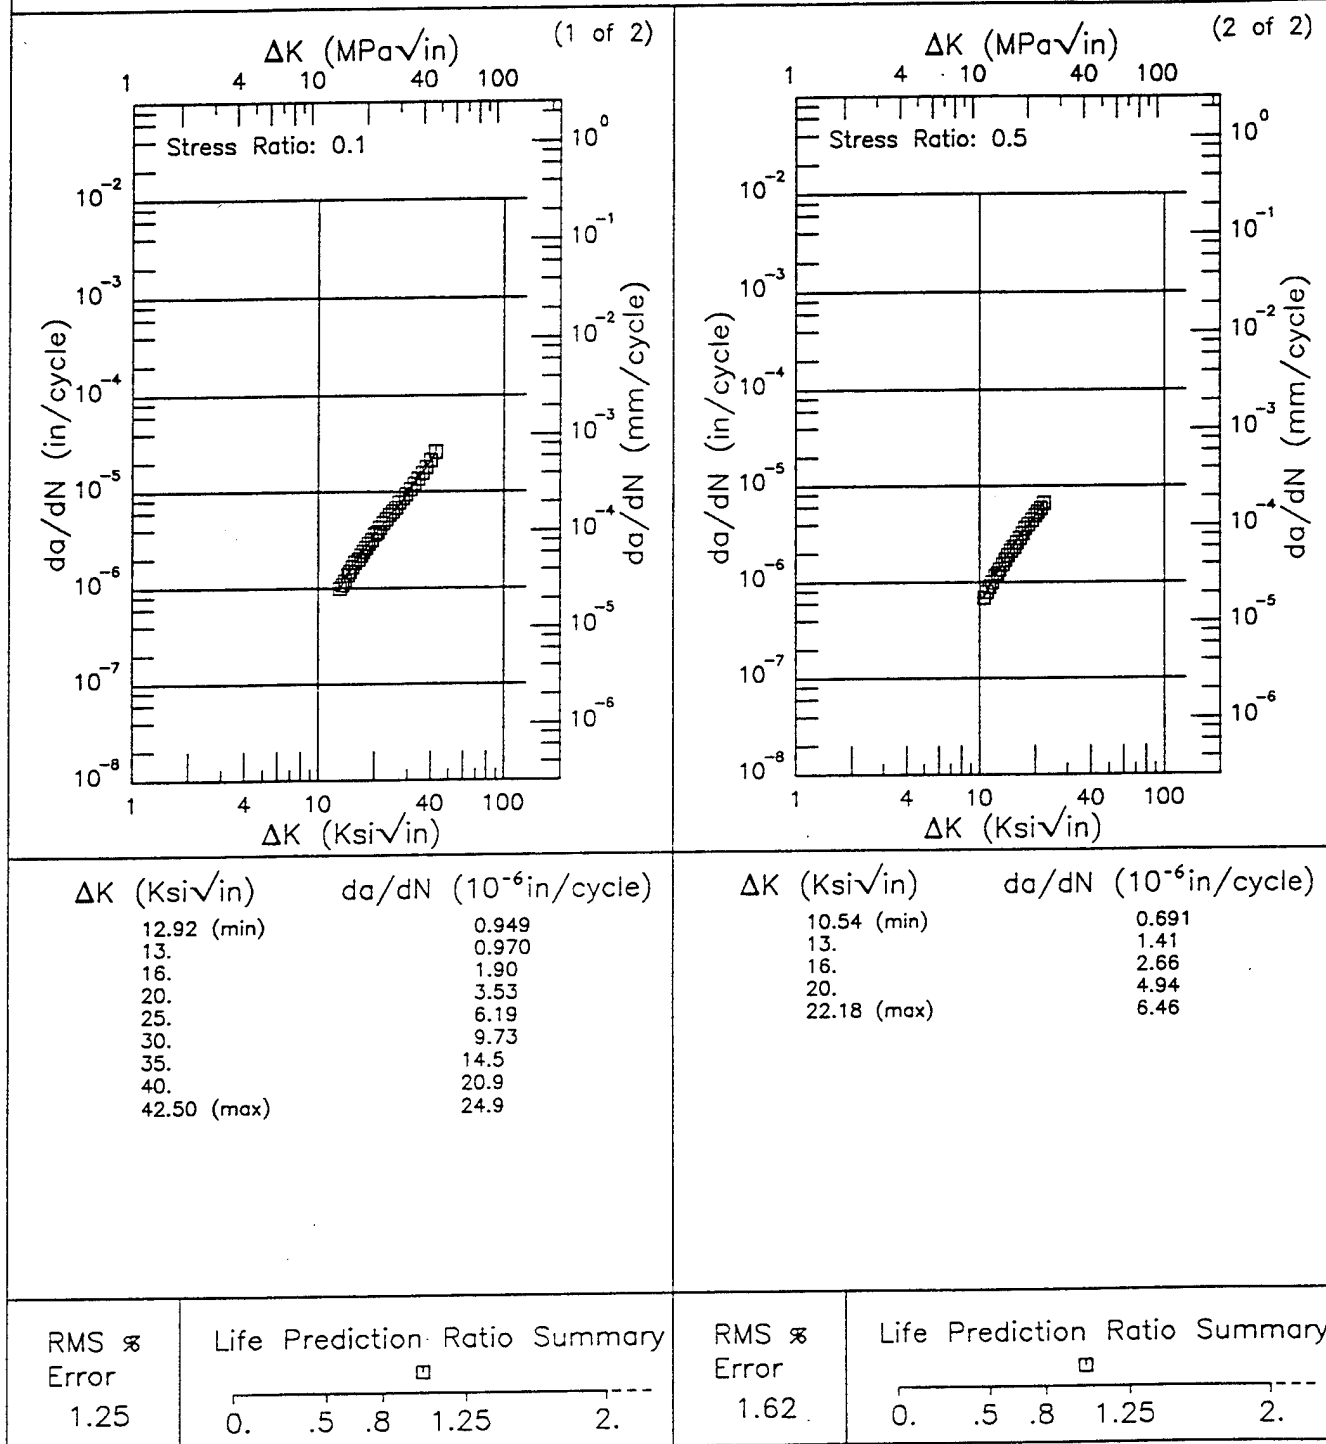 (1 of 2)
ΔK (MPa√in)
1 4 10 40 100
Stress Ratio: 0.1
10⁰
10⁻¹
10⁻²
10⁻³
10⁻⁴
10⁻⁵
10⁻⁶
da/dN (mm/cycle)
10⁻²
10⁻³
10⁻⁴
10⁻⁵
10⁻⁶
10⁻⁷
10⁻⁸
da/dN (in/cycle)
1 4 10 40 100
ΔK (Ksi√in)
ΔK (Ksi√in) da/dN (10⁻⁶in/cycle)
12.92 (min) 0.949
13. 0.970
16. 1.90
20. 3.53
25. 6.19
30. 9.73
35. 14.5
40. 20.9
42.50 (max) 24.9
RMS % Error
1.25
Life Prediction Ratio Summary
0. .5 .8 1.25 2.
(2 of 2)
ΔK (MPa√in)
1 4 10 40 100
Stress Ratio: 0.5
10⁰
10⁻¹
10⁻²
10⁻³
10⁻⁴
10⁻⁵
10⁻⁶
da/dN (mm/cycle)
10⁻²
10⁻³
10⁻⁴
10⁻⁵
10⁻⁶
10⁻⁷
10⁻⁸
da/dN (in/cycle)
1 4 10 40 100
ΔK (Ksi√in)
ΔK (Ksi√in) da/dN (10⁻⁶in/cycle)
10.54 (min) 0.691
13. 1.41
16. 2.66
20. 4.94
22.18 (max) 6.46
RMS % Error
1.62
Life Prediction Ratio Summary
0. .5 .8 1.25 2.